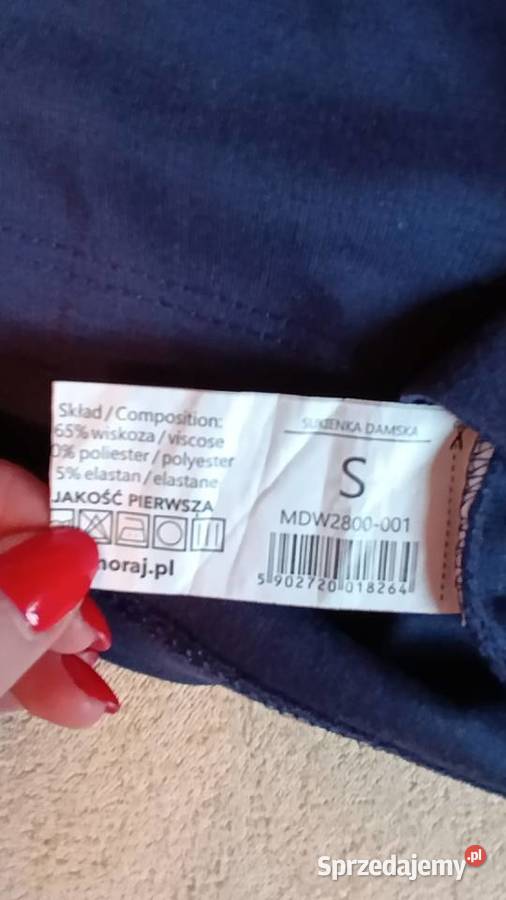 Skład / Composition:
65% wiskoza / viscose
0% poliester / polyester
5% elastan / elastane
JAKOŚĆ PIERWSZA
noraj.pl
SUKIENKA DAMSKA
S
MDW2800-001
5 902720 018264
Sprzedajemy.pl